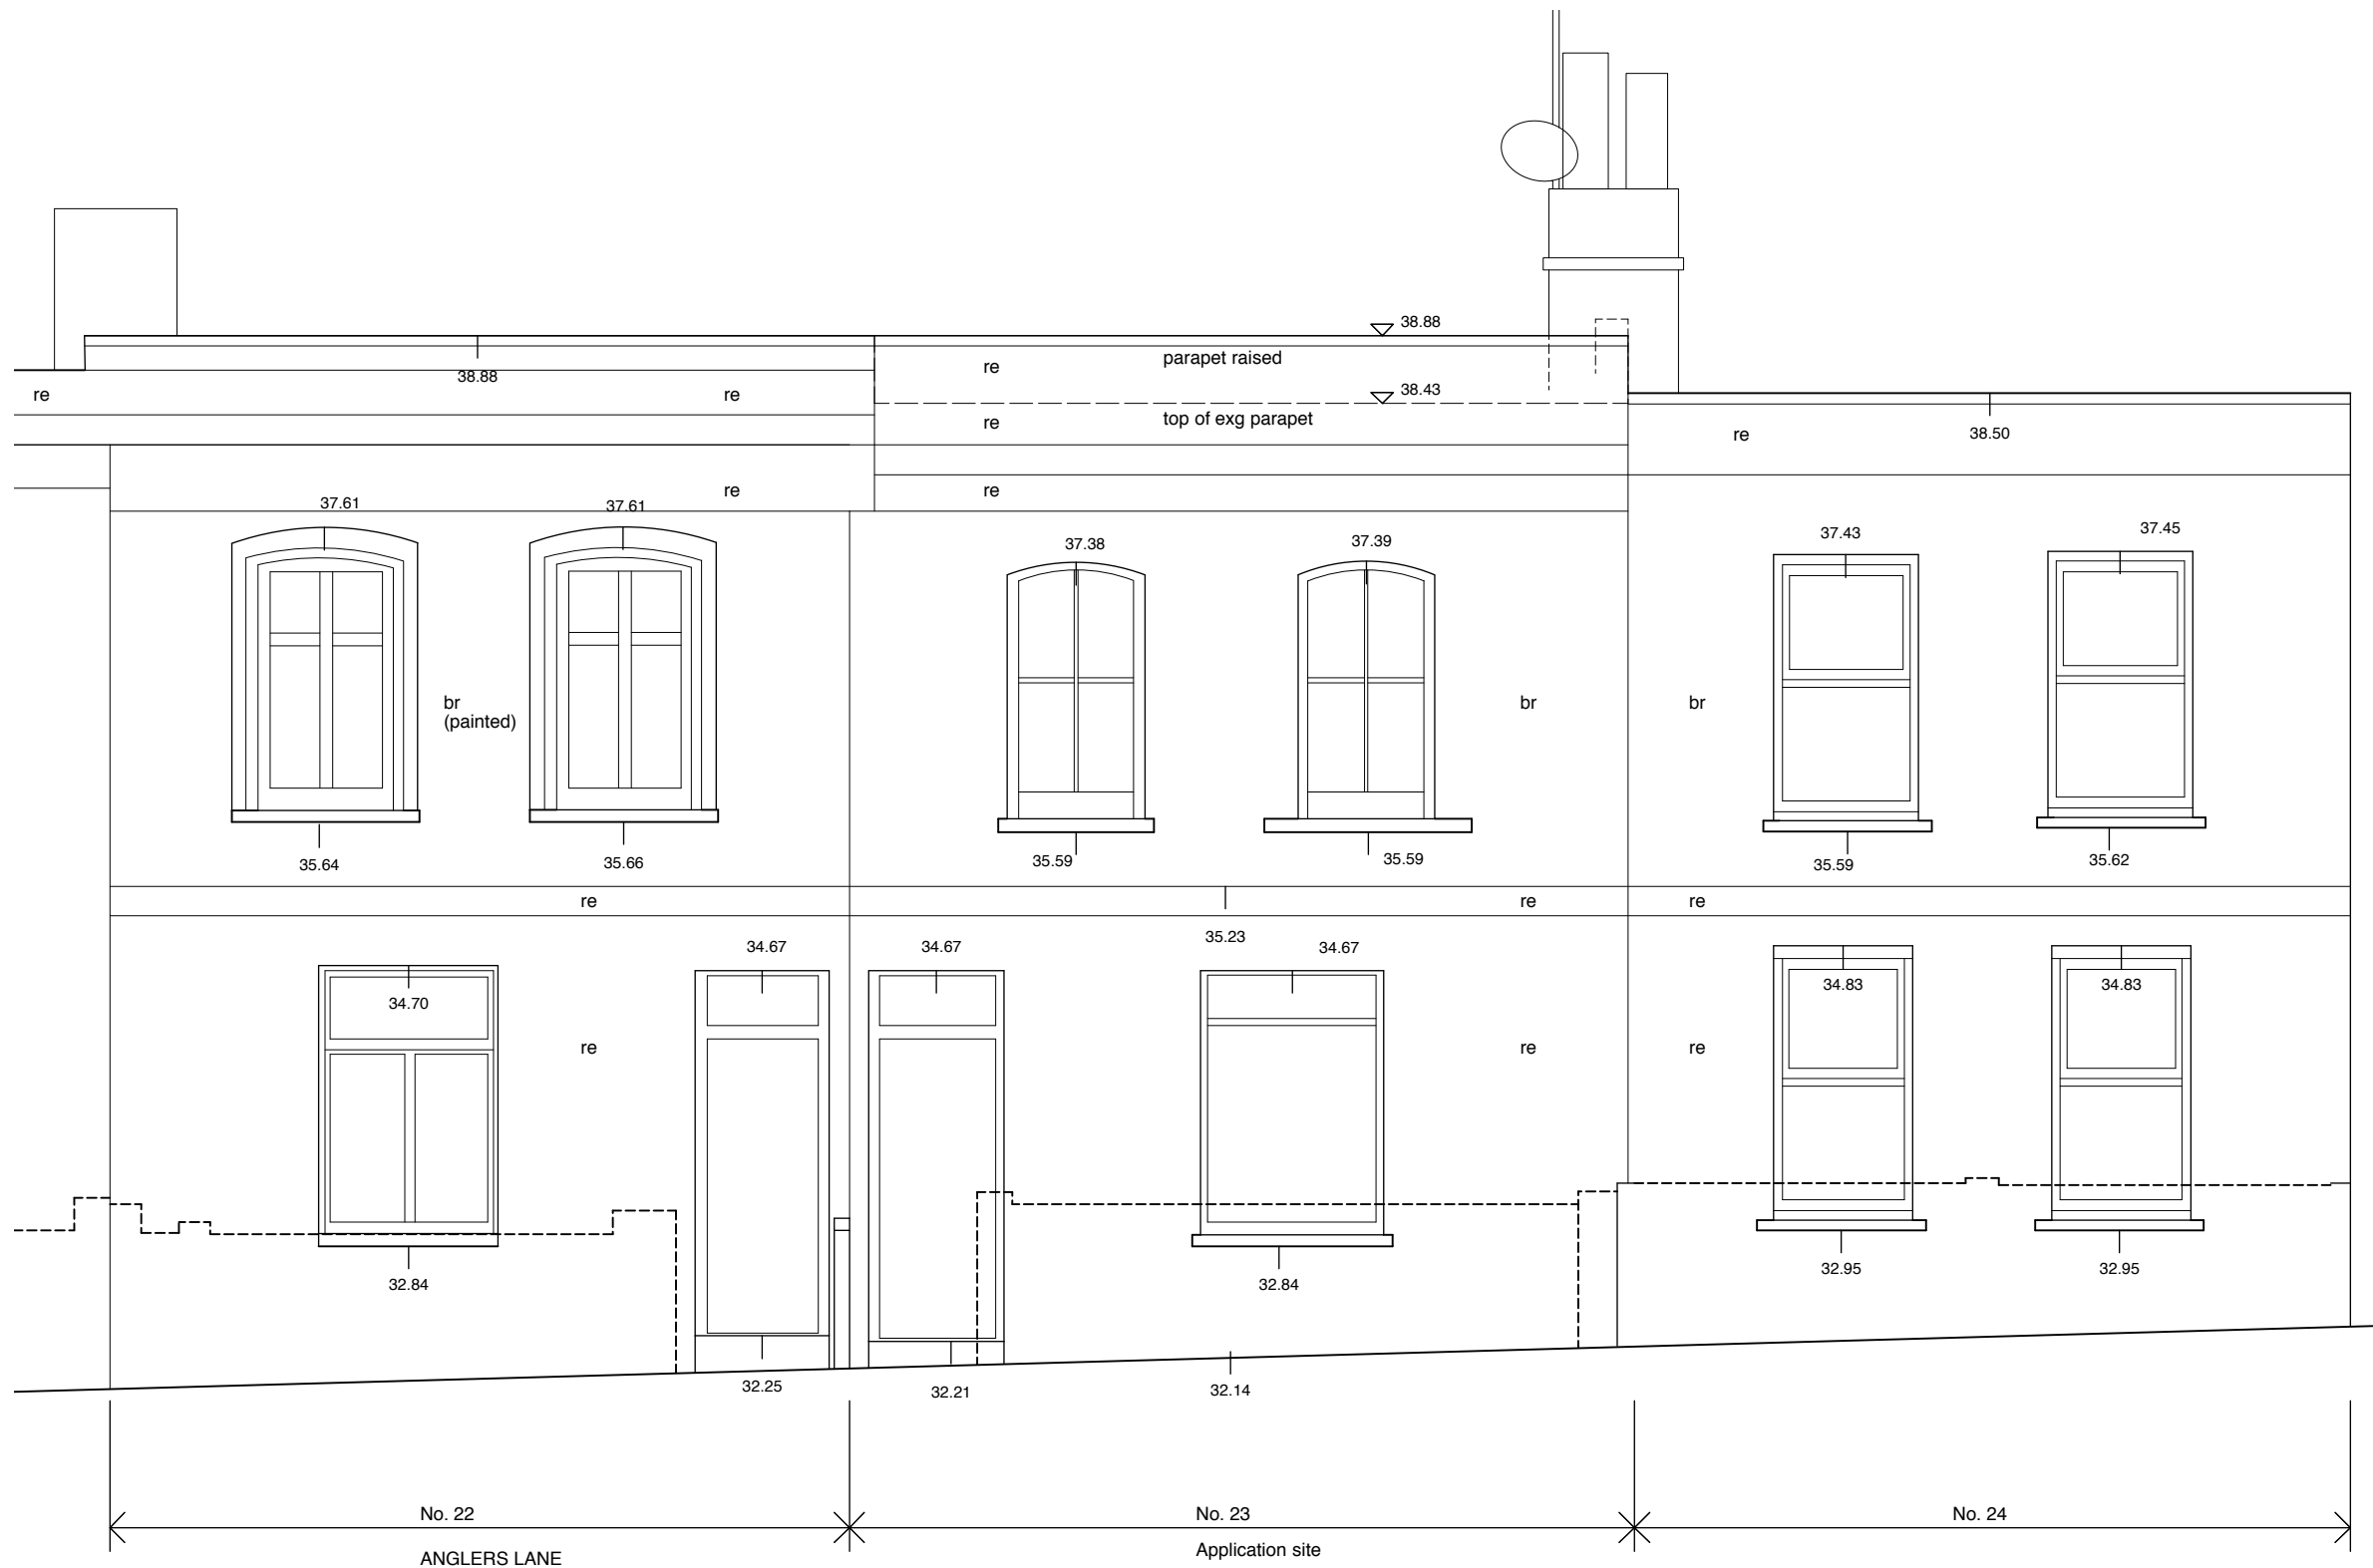 38.88
parapet raised
38.88
re
re
re
38.43
top of exg parapet
re
re
38.50
re
re
37.61
37.61
37.38
37.39
37.43
37.45
br
(painted)
br
br
35.64
35.66
35.59
35.59
35.59
35.62
re
re
re
34.67
34.67
35.23
34.67
34.70
34.83
34.83
re
re
re
32.84
32.84
32.95
32.95
32.25
32.21
32.14
No. 22
No. 23
No. 24
ANGLERS LANE
Application site